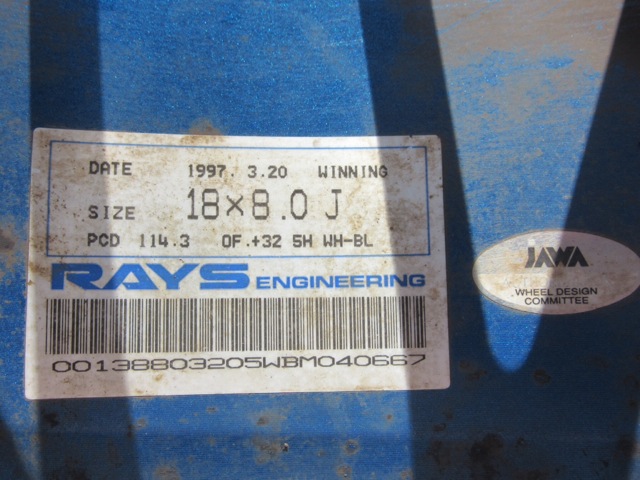 DATE 1997. 3.20 WINNING
SIZE 18×8.0 J
PCD 114.3 OF.+32 5H WH-BL
RAYS ENGINEERING
00138803205WBM040667
JAWA
WHEEL DESIGN
COMMITTEE